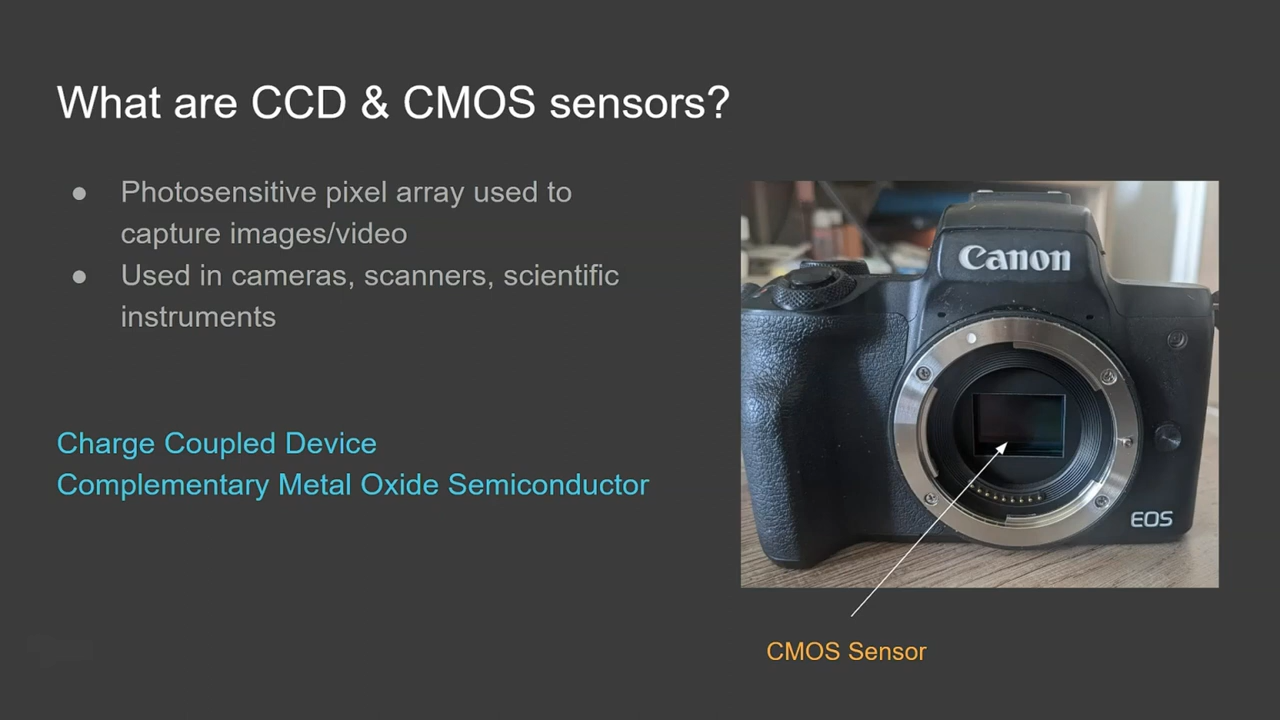 What are CCD & CMOS sensors?
● Photosensitive pixel array used to
capture images/video
● Used in cameras, scanners, scientific
instruments
Charge Coupled Device
Complementary Metal Oxide Semiconductor
Canon
EOS
CMOS Sensor